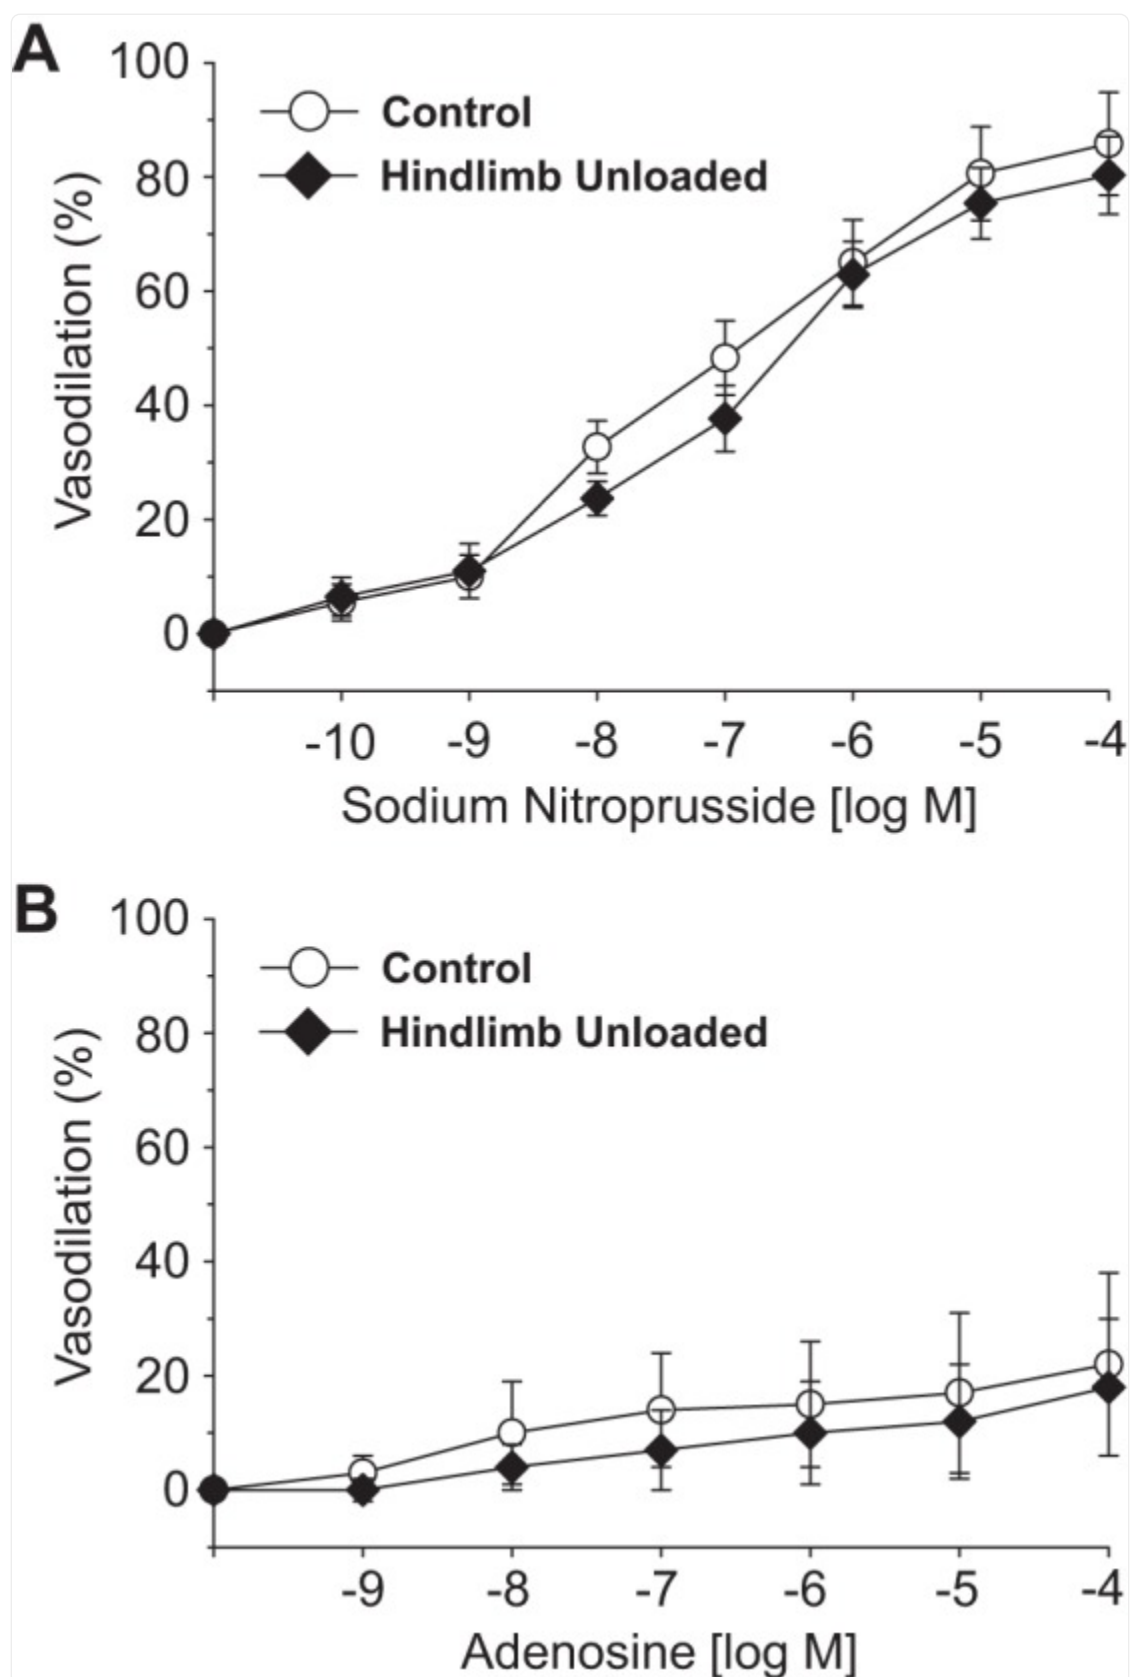 A
100
80
60
40
20
0
Vasodilation (%)
Control
Hindlimb Unloaded
-10 -9 -8 -7 -6 -5 -4
Sodium Nitroprusside [log M]
B
100
80
60
40
20
0
Vasodilation (%)
Control
Hindlimb Unloaded
-9 -8 -7 -6 -5 -4
Adenosine [log M]